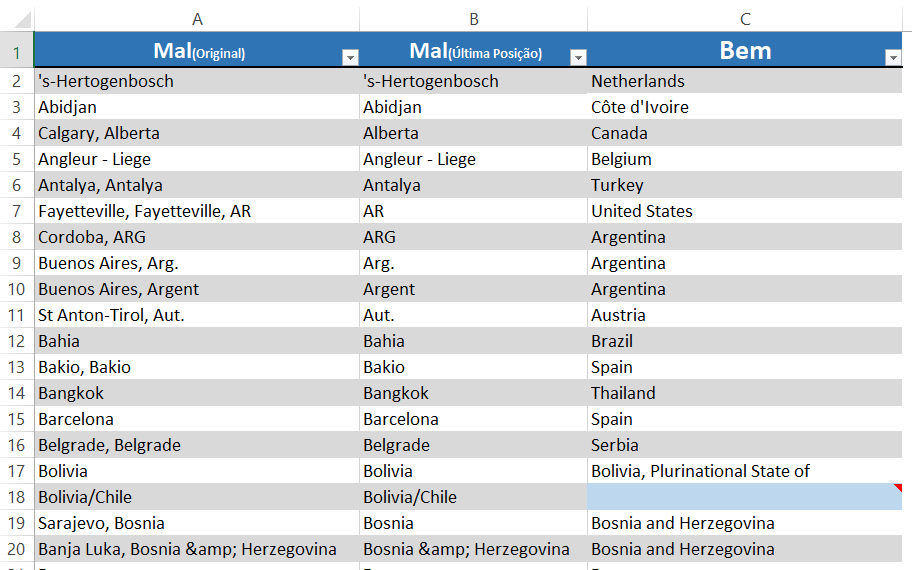 A B C
1 Mal(Original) Mal(Última Posição) Bem
2 's-Hertogenbosch 's-Hertogenbosch Netherlands
3 Abidjan Abidjan Côte d'Ivoire
4 Calgary, Alberta Alberta Canada
5 Angleur - Liege Angleur - Liege Belgium
6 Antalya, Antalya Antalya Turkey
7 Fayetteville, Fayetteville, AR AR United States
8 Cordoba, ARG ARG Argentina
9 Buenos Aires, Arg. Arg. Argentina
10 Buenos Aires, Argent Argent Argentina
11 St Anton-Tirol, Aut. Aut. Austria
12 Bahia Bahia Brazil
13 Bakio, Bakio Bakio Spain
14 Bangkok Bangkok Thailand
15 Barcelona Barcelona Spain
16 Belgrade, Belgrade Belgrade Serbia
17 Bolivia Bolivia Bolivia, Plurinational State of
18 Bolivia/Chile Bolivia/Chile
19 Sarajevo, Bosnia Bosnia Bosnia and Herzegovina
20 Banja Luka, Bosnia &amp; Herzegovina Bosnia &amp; Herzegovina Bosnia and Herzegovina